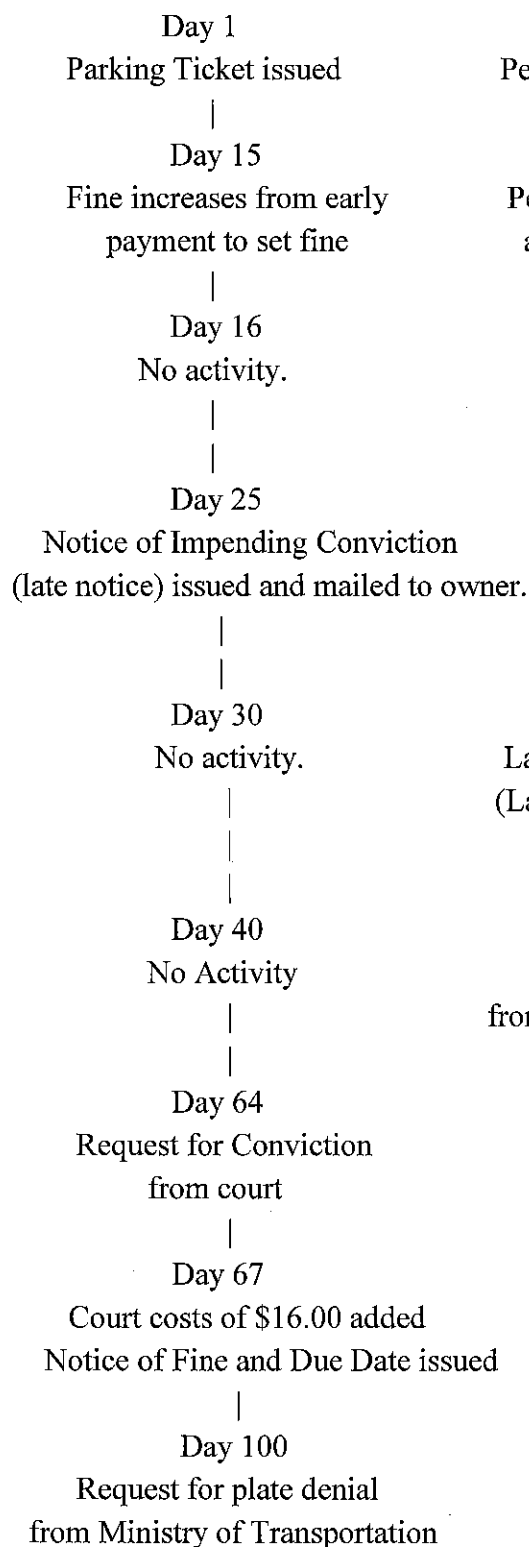 Day 1
Parking Ticket issued
Day 15
Fine increases from early
payment to set fine
Day 16
No activity.
Day 25
Notice of Impending Conviction
(late notice) issued and mailed to owner.
Day 30
No activity.
Day 40
No Activity
Day 64
Request for Conviction
from court
Day 67
Court costs of $16.00 added
Notice of Fine and Due Date issued
Day 100
Request for plate denial
from Ministry of Transportation